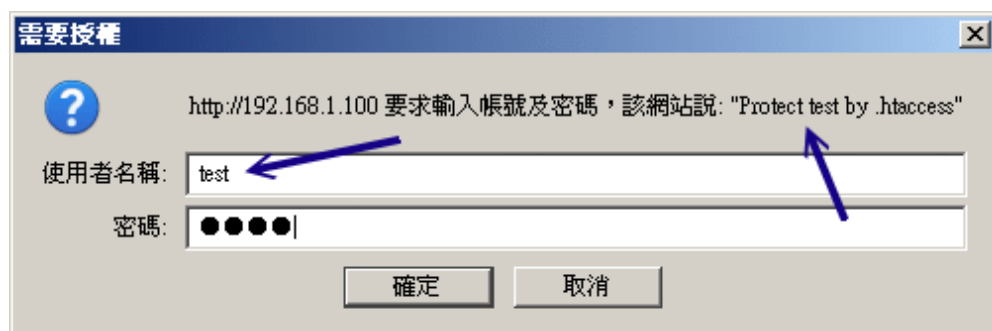 需要授權
http://192.168.1.100 要求輸入帳號及密碼，該網站說: "Protect test by .htaccess"
使用者名稱: test
密碼: ●●●●
確定 取消